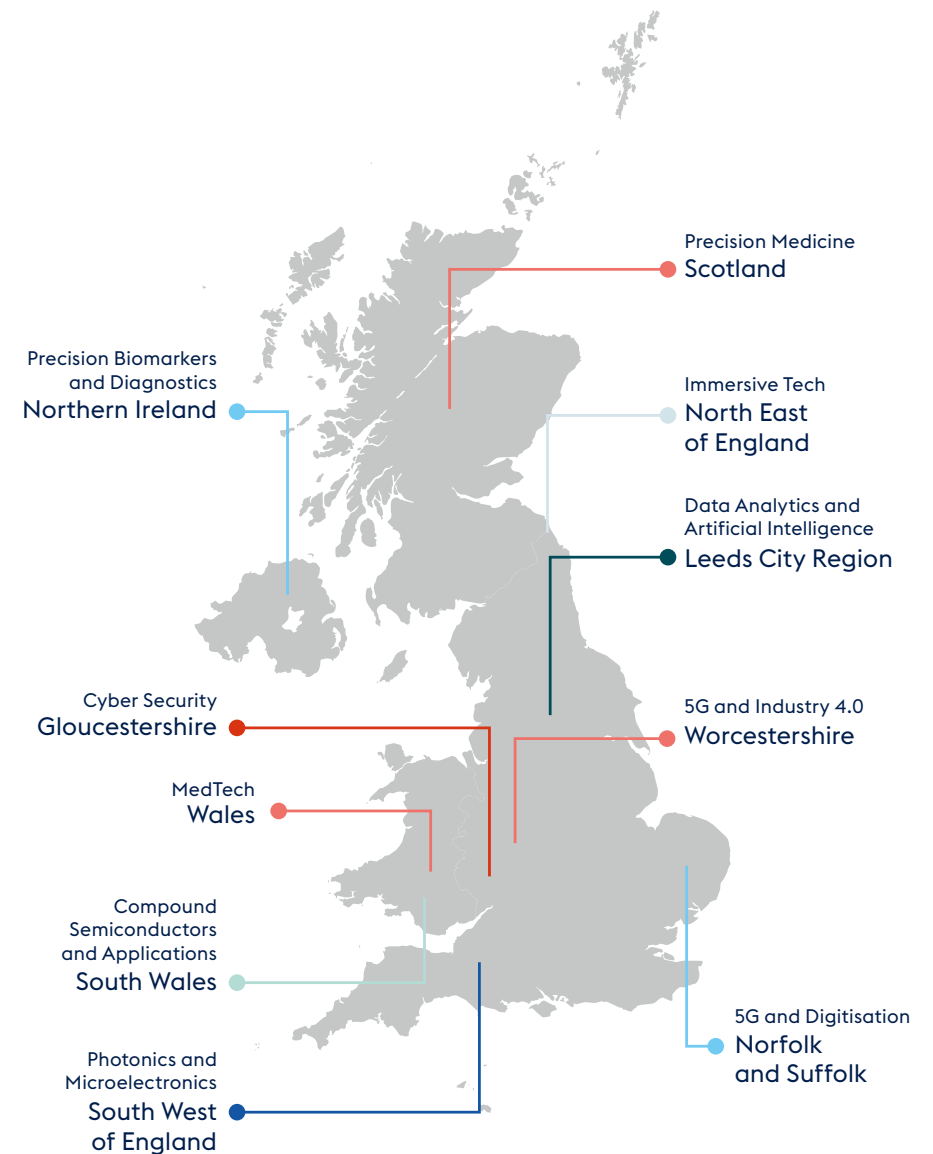 Precision Medicine
Scotland
Precision Biomarkers
and Diagnostics
Northern Ireland
Immersive Tech
North East
of England
Data Analytics and
Artificial Intelligence
Leeds City Region
Cyber Security
Gloucestershire
5G and Industry 4.0
Worcestershire
MedTech
Wales
Compound
Semiconductors
and Applications
South Wales
5G and Digitisation
Norfolk
and Suffolk
Photonics and
Microelectronics
South West
of England